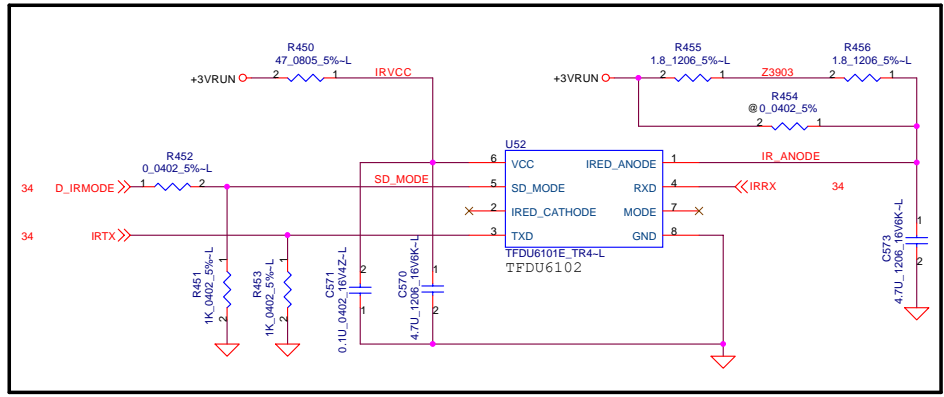 R450
47_0805_5%~L
+3VRUN
2
1
IRVCC
R455
1.8_1206_5%~L
+3VRUN
2
1
Z3903
R456
1.8_1206_5%~L
2
1
R454
@0_0402_5%
2
1
R452
0_0402_5%~L
34
D_IRMODE
1
2
SD_MODE
34
IRTX
U52
6
VCC
5
SD_MODE
2
IRED_CATHODE
3
TXD
IRED_ANODE
1
RXD
4
MODE
7
GND
8
TFDU6101E_TR4~L
TFDU6102
IR_ANODE
IRRX
34
R451
1K_0402_5%~L
1
2
R453
1K_0402_5%~L
1
2
C571
0.1U_0402_16V4Z~L
2
1
C570
4.7U_1206_16V6K~L
1
2
C573
4.7U_1206_16V6K~L
1
2